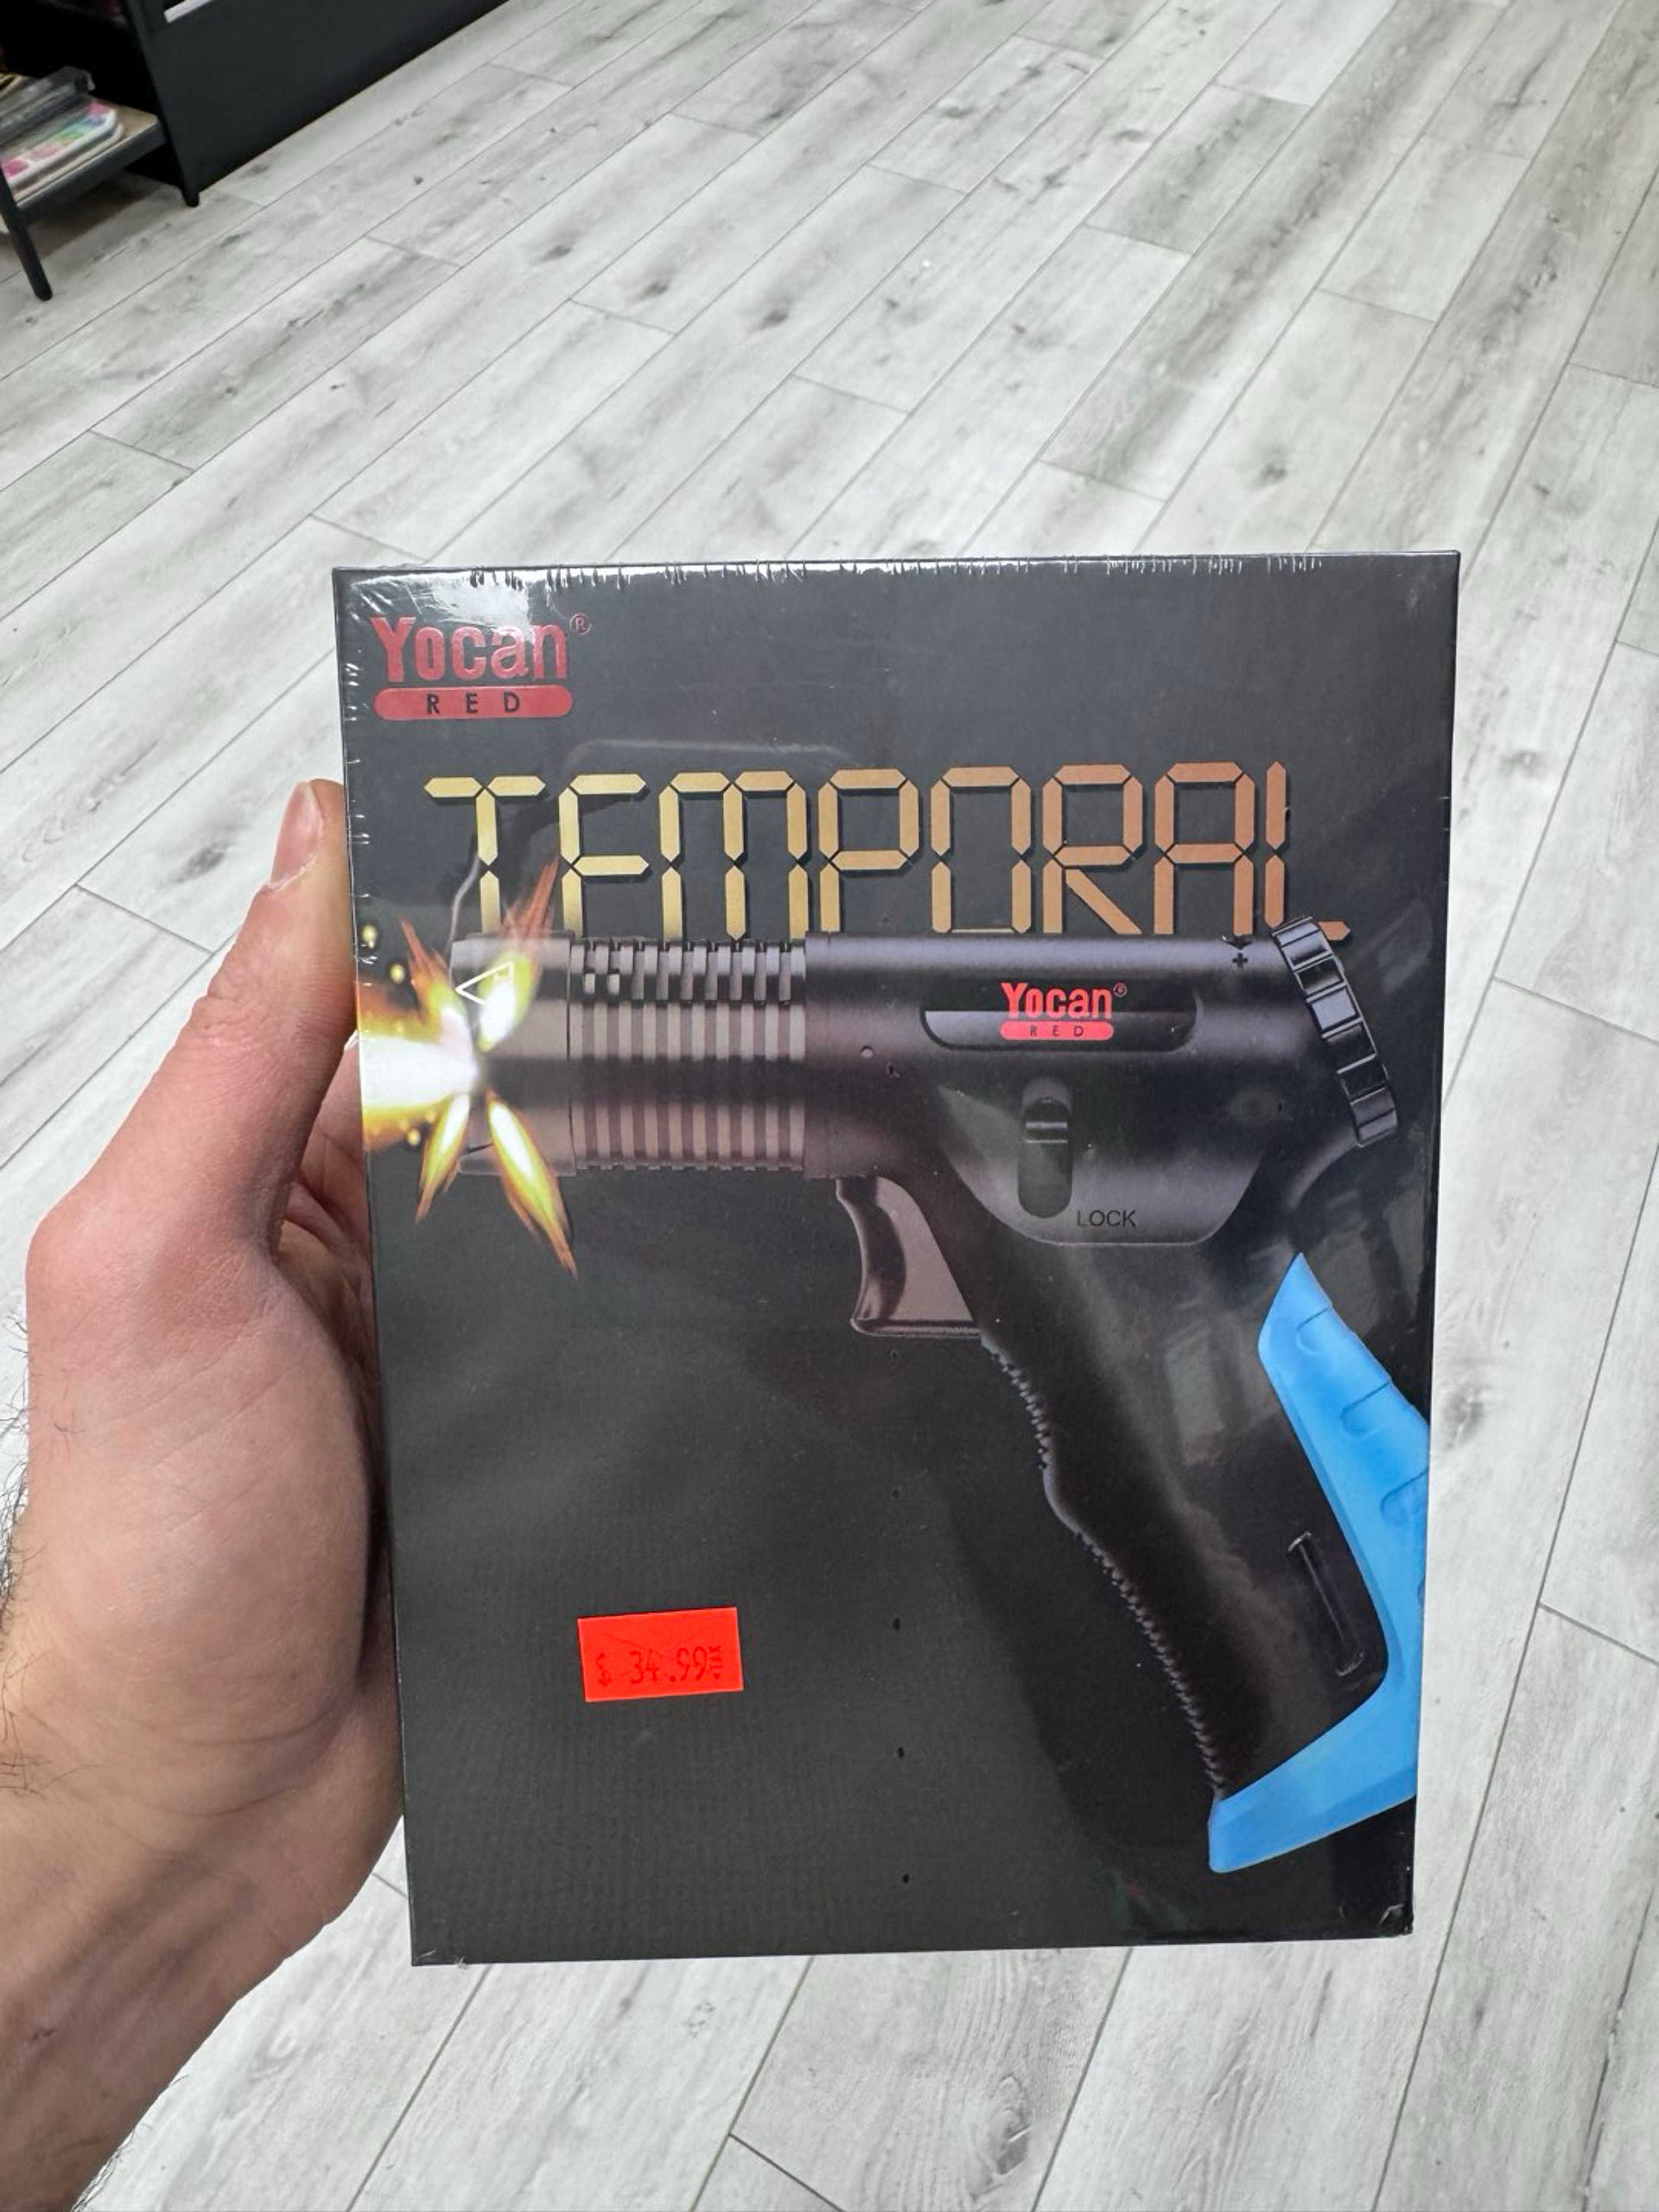 Yocan®
RED
TEMPORAL
+
Yocan®
RED
LOCK
$ 34.99